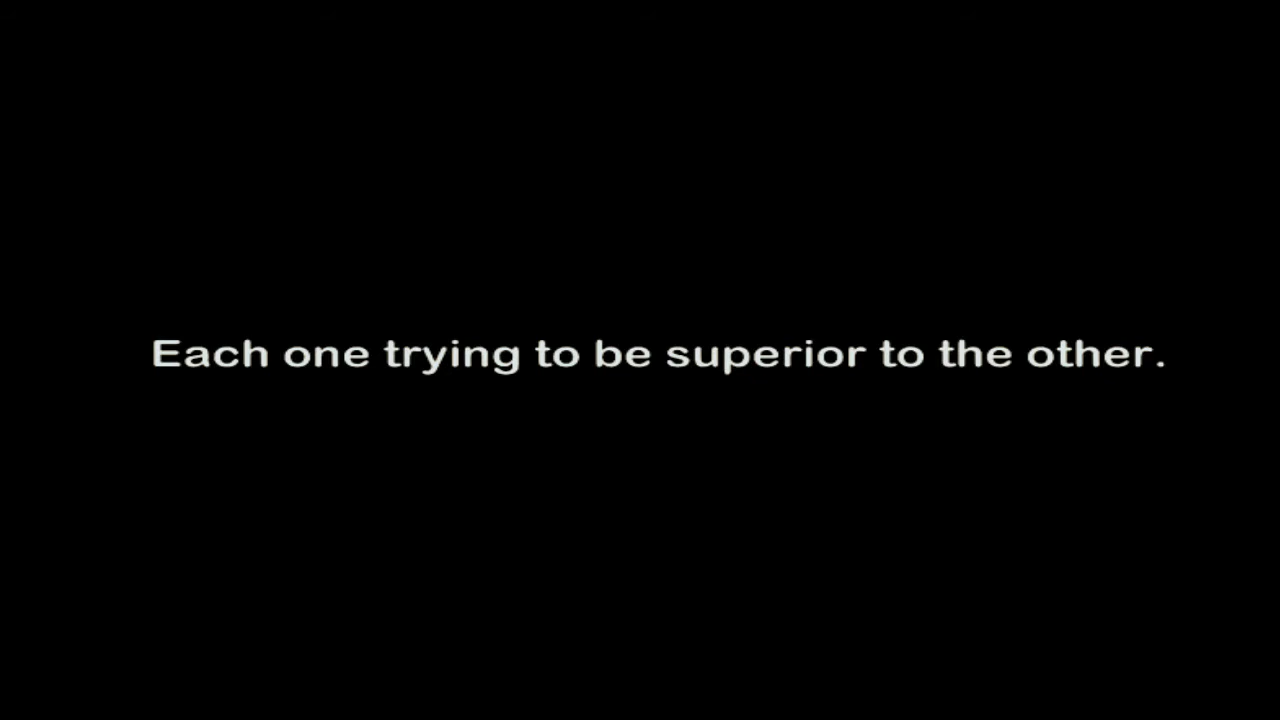 Each one trying to be superior to the other.